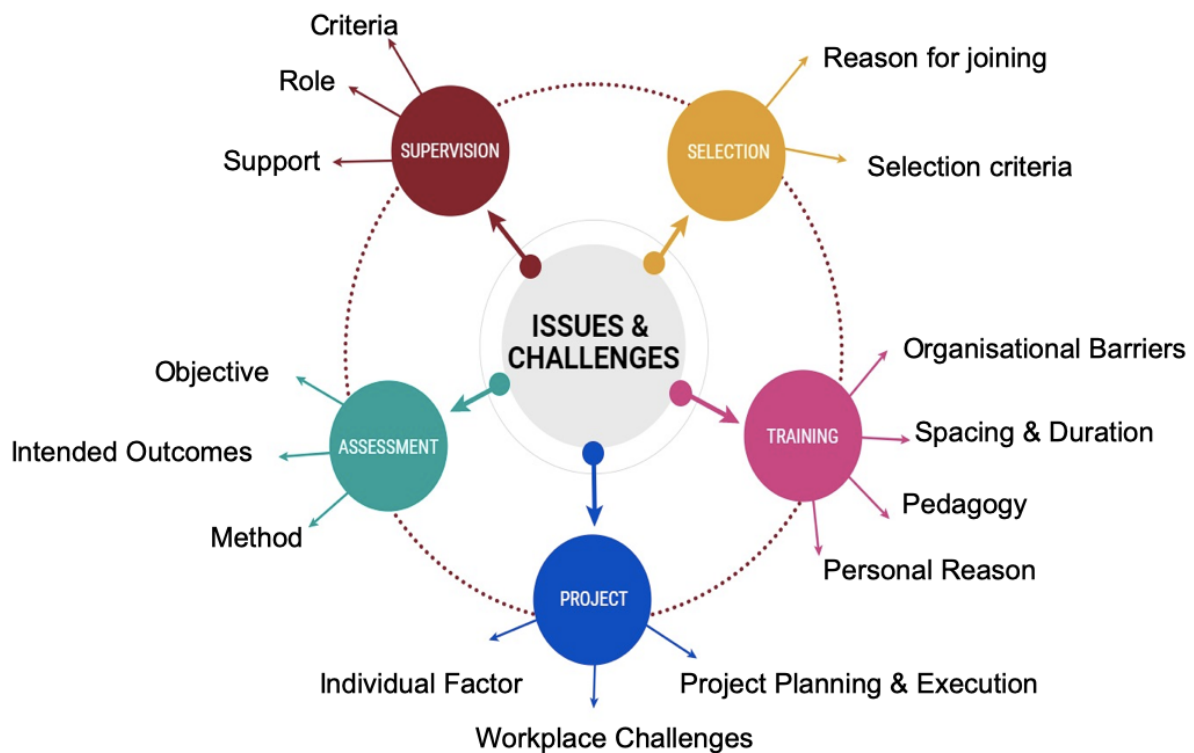 Criteria
Role
Support
SUPERVISION
Reason for joining
SELECTION
Selection criteria
ISSUES &
CHALLENGES
Organisational Barriers
TRAINING
Spacing & Duration
Pedagogy
Personal Reason
Objective
ASSESSMENT
Intended Outcomes
Method
PROJECT
Individual Factor
Project Planning & Execution
Workplace Challenges